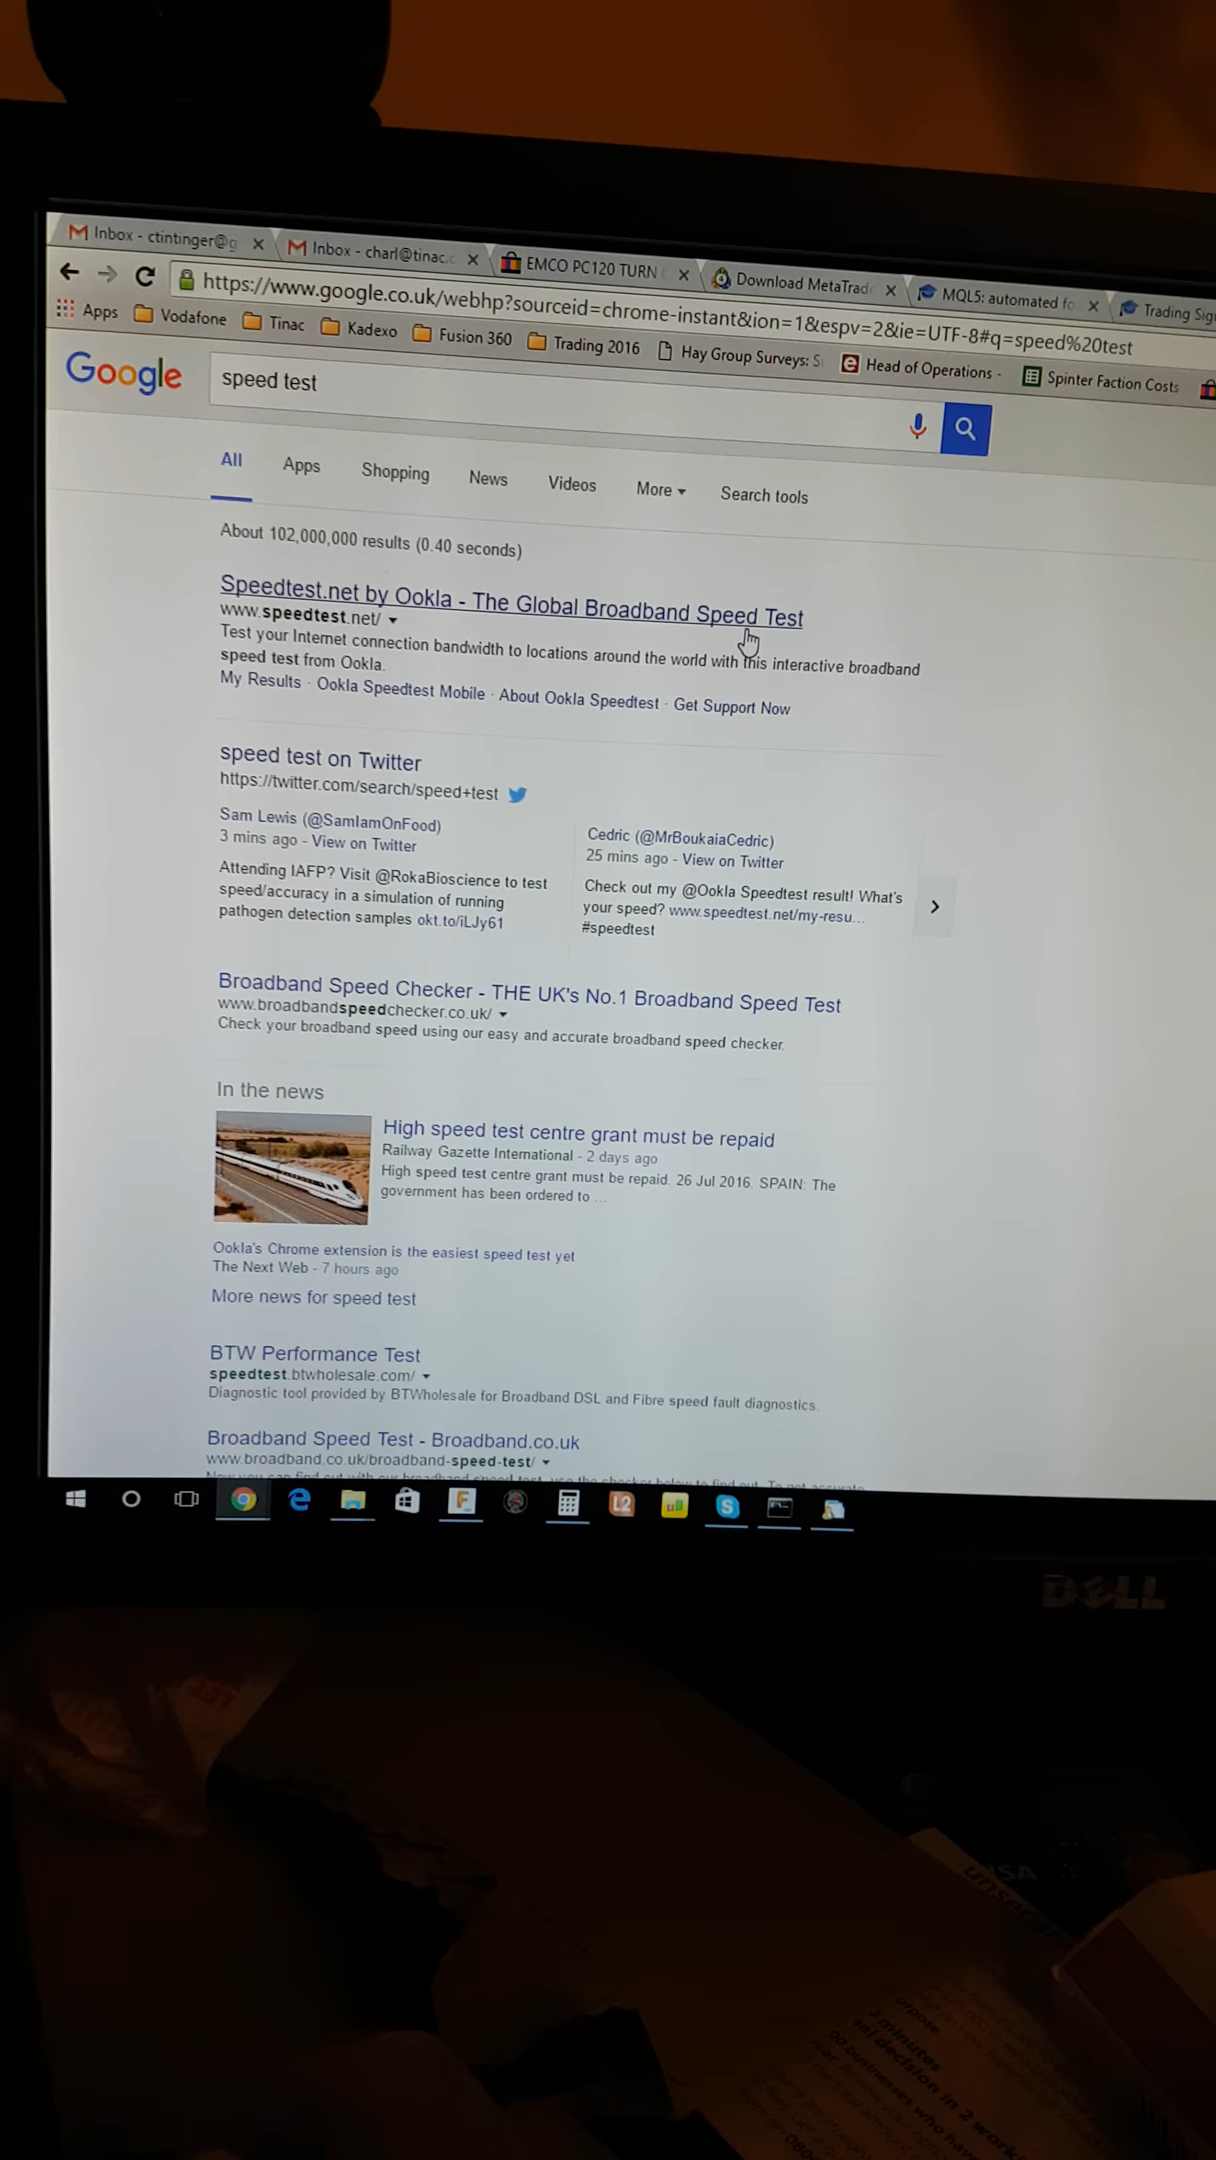 Inbox - ctintinger@g
Inbox - charl@tinac.c
EMCO PC120 TURN
Download MetaTrad
MQL5: automated fo
Trading Sig
https://www.google.co.uk/webhp?sourceid=chrome-instant&ion=1&espv=2&ie=UTF-8#q=speed%20test
Apps Vodafone Tinac Kadexo Fusion 360 Trading 2016 Hay Group Surveys: S Head of Operations - Spinter Faction Costs
Google
speed test
All Apps Shopping News Videos More Search tools
About 102,000,000 results (0.40 seconds)
Speedtest.net by Ookla - The Global Broadband Speed Test
www.speedtest.net/
Test your Internet connection bandwidth to locations around the world with this interactive broadband
speed test from Ookla.
My Results · Ookla Speedtest Mobile · About Ookla Speedtest · Get Support Now
speed test on Twitter
https://twitter.com/search/speed+test
Sam Lewis (@SamIamOnFood)
3 mins ago - View on Twitter
Attending IAFP? Visit @RokaBioscience to test
speed/accuracy in a simulation of running
pathogen detection samples okt.to/iLJy61
Cedric (@MrBoukaiaCedric)
25 mins ago - View on Twitter
Check out my @Ookla Speedtest result! What's
your speed? www.speedtest.net/my-resu...
#speedtest
Broadband Speed Checker - THE UK's No.1 Broadband Speed Test
www.broadbandspeedchecker.co.uk/
Check your broadband speed using our easy and accurate broadband speed checker.
In the news
High speed test centre grant must be repaid
Railway Gazette International - 2 days ago
High speed test centre grant must be repaid. 26 Jul 2016. SPAIN: The
government has been ordered to ...
Ookla's Chrome extension is the easiest speed test yet
The Next Web - 7 hours ago
More news for speed test
BTW Performance Test
speedtest.btwholesale.com/
Diagnostic tool provided by BTWholesale for Broadband DSL and Fibre speed fault diagnostics.
Broadband Speed Test - Broadband.co.uk
www.broadband.co.uk/broadband-speed-test/
L2
DELL
minutes
decision in 2 work
businesses who hav